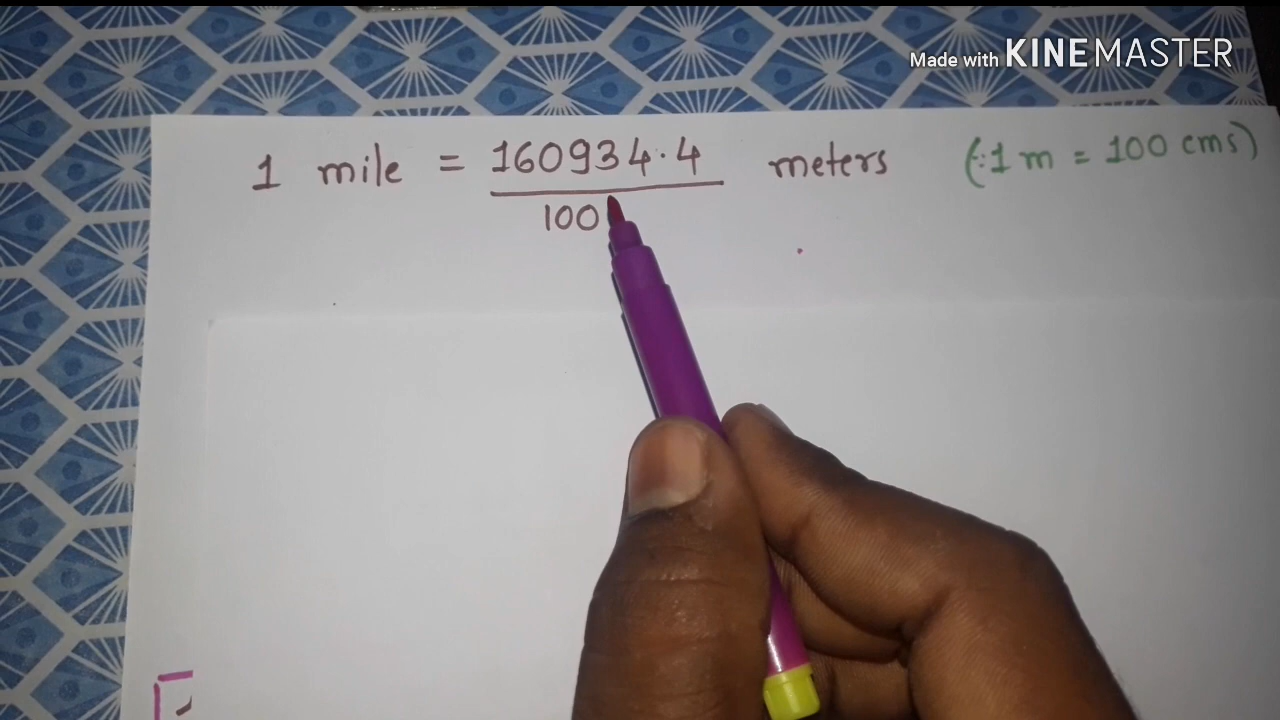 Made with KINEMASTER
1 mile = 160934.4 meters (∵1 m = 100 cms)
100